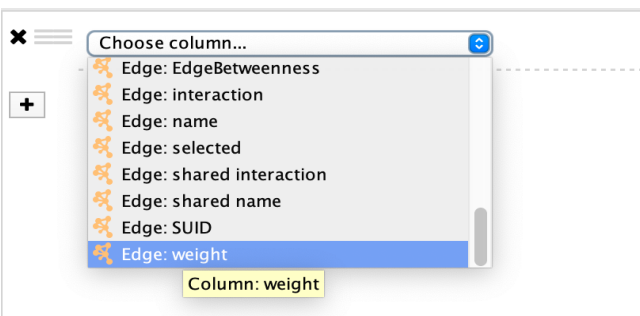 Choose column...
Edge: EdgeBetweenness
Edge: interaction
Edge: name
Edge: selected
Edge: shared interaction
Edge: shared name
Edge: SUID
Edge: weight
Column: weight